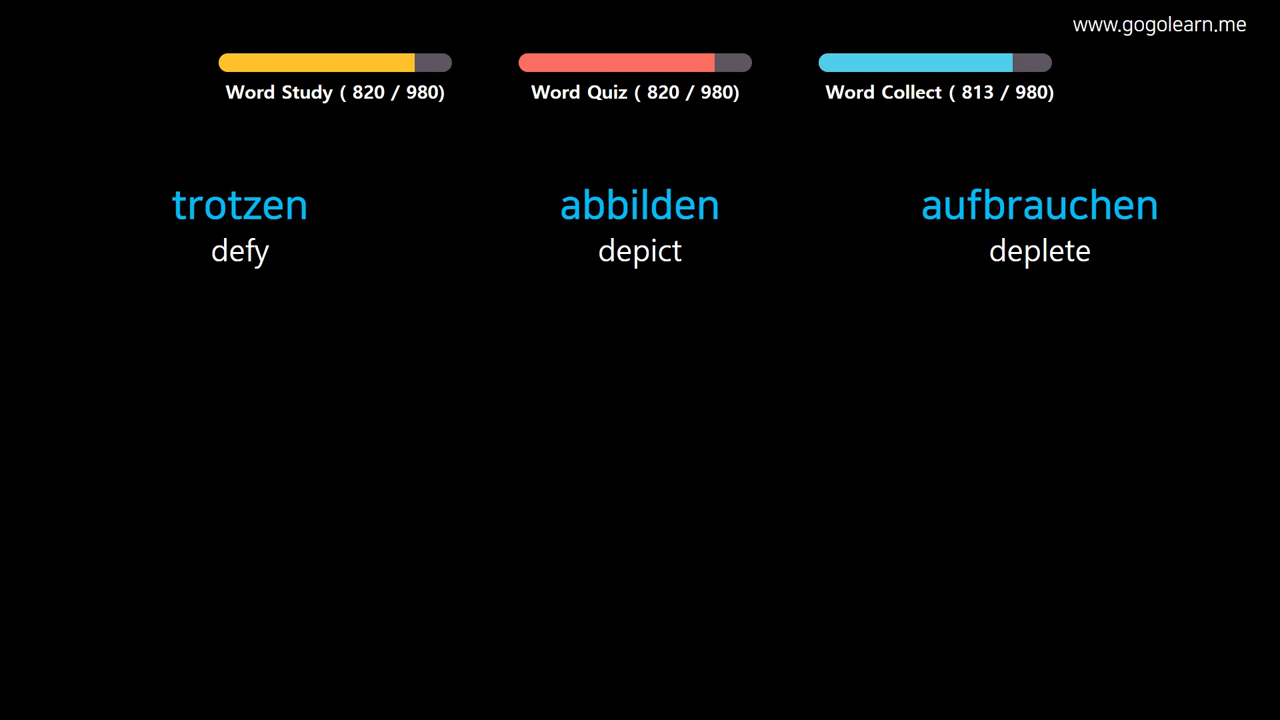 www.gogolearn.me
Word Study ( 820 / 980)
Word Quiz ( 820 / 980)
Word Collect ( 813 / 980)
trotzen
defy
abbilden
depict
aufbrauchen
deplete